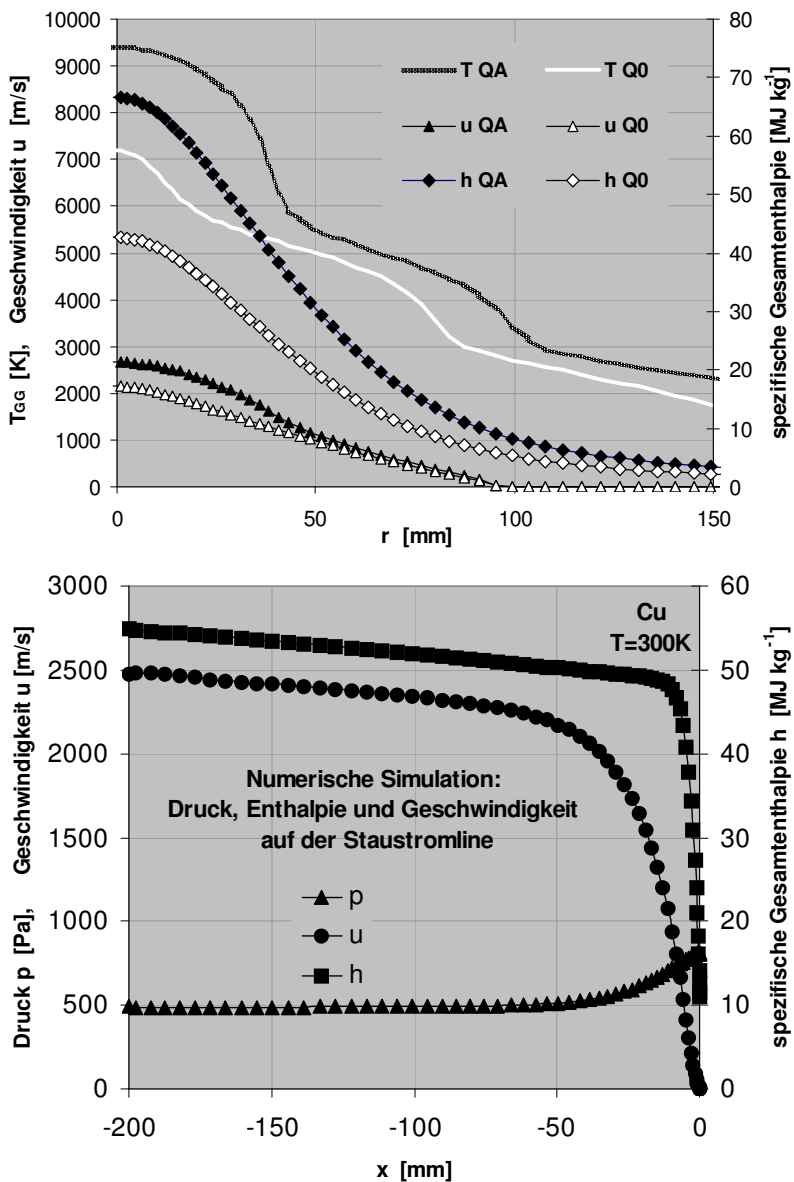 T_GG [K],   Geschwindigkeit u  [m/s]
10000
9000
8000
7000
6000
5000
4000
3000
2000
1000
0
T QA
T Q0
u QA
u Q0
h QA
h Q0
80
70
60
50
40
30
20
10
0
spezifische Gesamtenthalpie [MJ kg-1]
0
50
100
150
r  [mm]
Druck p  [Pa],    Geschwindigkeit u [m/s]
3000
2500
2000
1500
1000
500
0
Cu
T=300K
Numerische Simulation:
Druck, Enthalpie und Geschwindigkeit
auf der Staustromline
p
u
h
60
50
40
30
20
10
0
spezifische Gesamtenthalpie h  [MJ kg-1]
-200
-150
-100
-50
0
x  [mm]